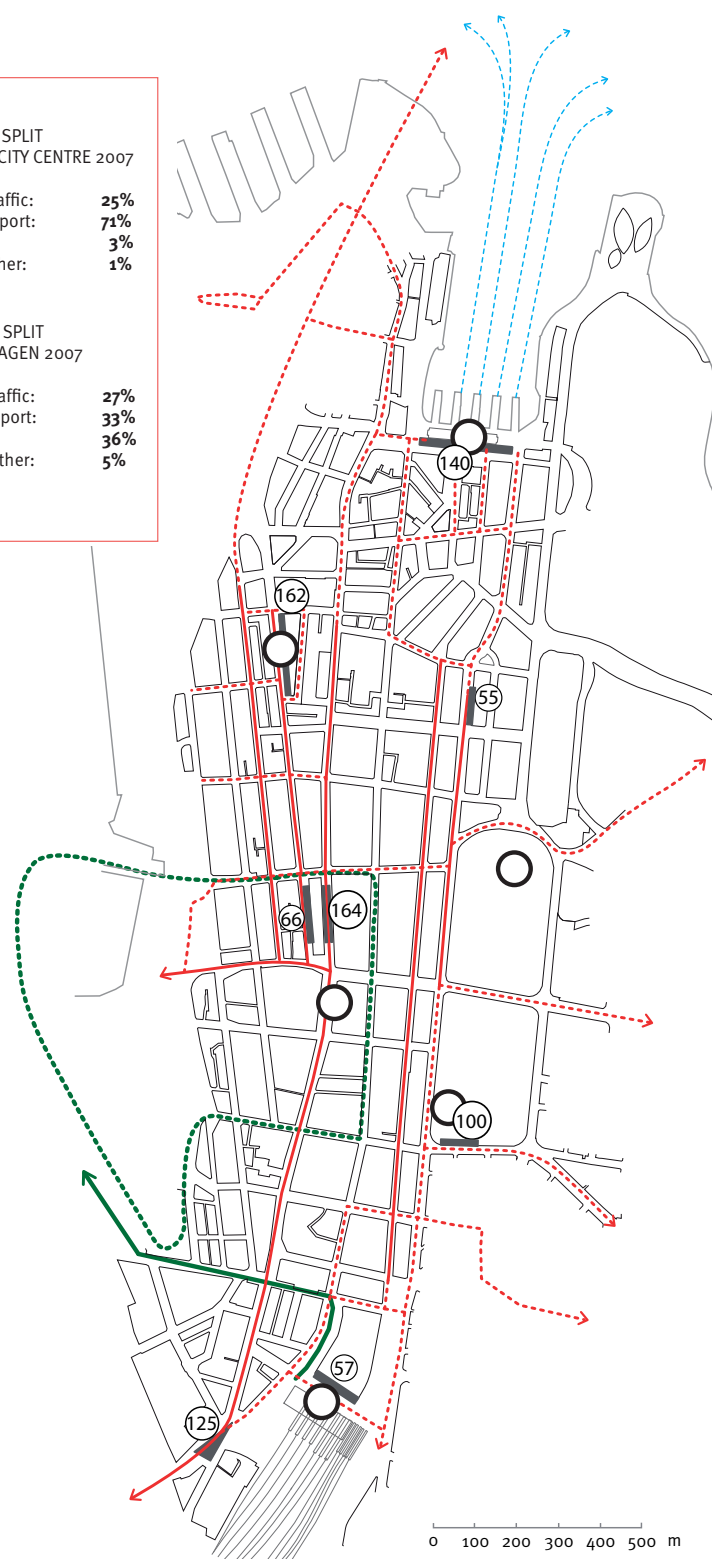 SPLIT
CITY CENTRE 2007
affic: 25%
port: 71%
3%
her: 1%
SPLIT
AGEN 2007
affic: 27%
port: 33%
36%
ther: 5%
140
162
55
66
164
100
57
125
0 100 200 300 400 500 m